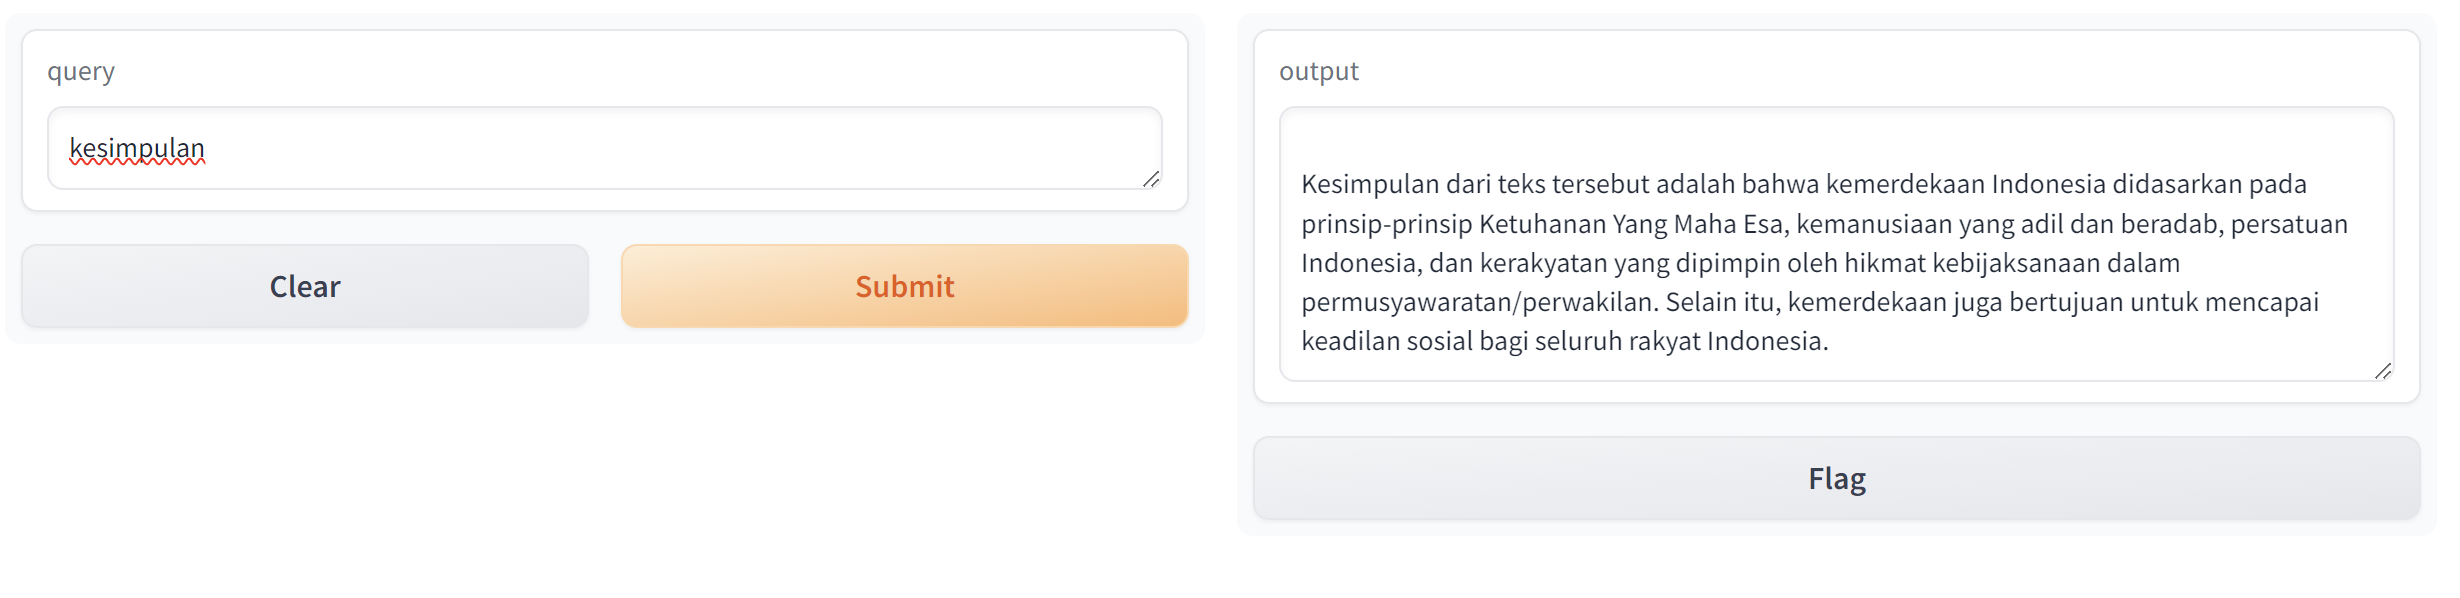 query
kesimpulan
Clear
Submit
output
Kesimpulan dari teks tersebut adalah bahwa kemerdekaan Indonesia didasarkan pada
prinsip-prinsip Ketuhanan Yang Maha Esa, kemanusiaan yang adil dan beradab, persatuan
Indonesia, dan kerakyatan yang dipimpin oleh hikmat kebijaksanaan dalam
permusyawaratan/perwakilan. Selain itu, kemerdekaan juga bertujuan untuk mencapai
keadilan sosial bagi seluruh rakyat Indonesia.
Flag